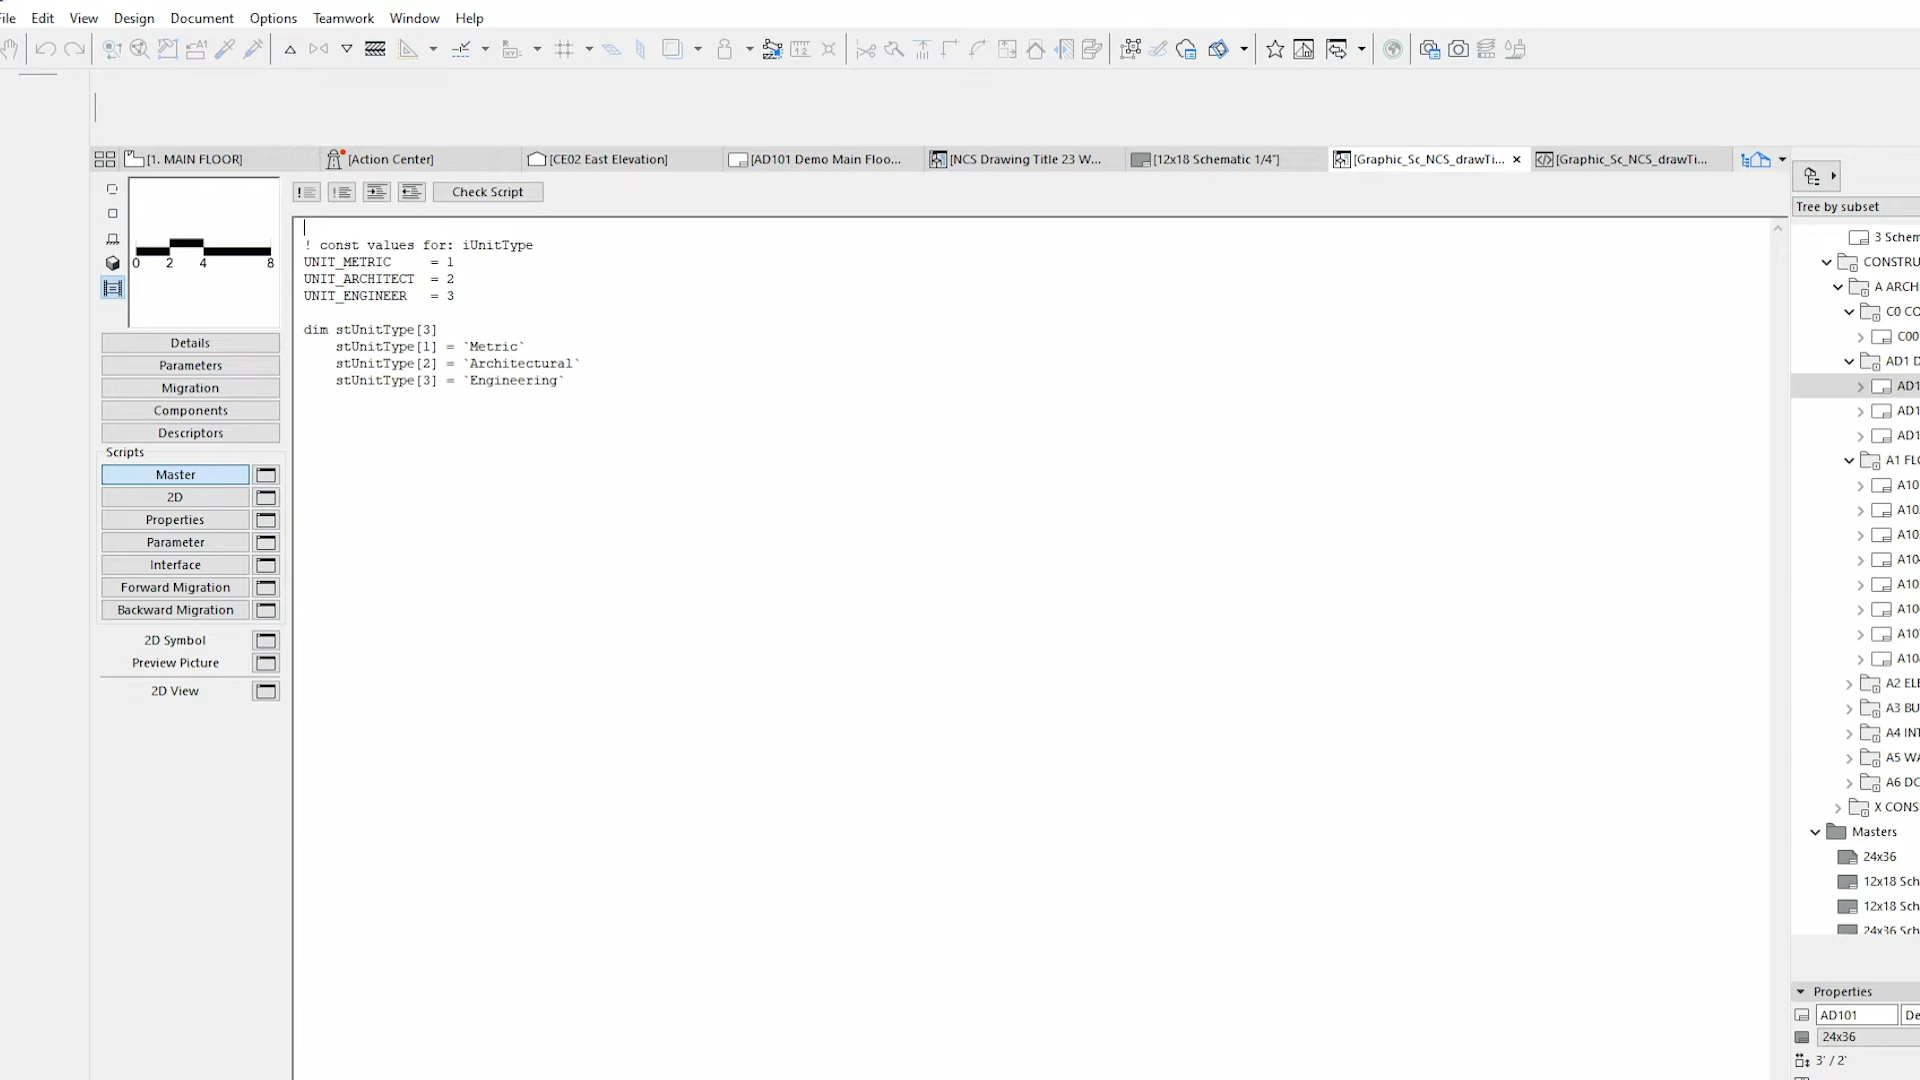 File Edit View Design Document Options Teamwork Window Help
[1. MAIN FLOOR] [Action Center] [CE02 East Elevation] [AD101 Demo Main Floo... [NCS Drawing Title 23 W... [12x18 Schematic 1/4"] [Graphic_Sc_NCS_drawTi... [Graphic_Sc_NCS_drawTi...
Check Script
0 2 4 8
Details
Parameters
Migration
Components
Descriptors
Scripts
Master
2D
Properties
Parameter
Interface
Forward Migration
Backward Migration
2D Symbol
Preview Picture
2D View
! const values for: iUnitType
UNIT_METRIC = 1
UNIT_ARCHITECT = 2
UNIT_ENGINEER = 3
dim stUnitType[3]
stUnitType[1] = `Metric`
stUnitType[2] = `Architectural`
stUnitType[3] = `Engineering`
Tree by subset
3 Schem
CONSTRU
A ARCH
C0 CO
C00
AD1 D
AD1
AD1
AD1
A1 FLO
A10
A10
A10
A104
A10
A10
A10
A10
A2 ELE
A3 BU
A4 INT
A5 WA
A6 DO
X CONS
Masters
24x36
12x18 Sch
12x18 Sch
24x36 Sch
Properties
AD101 De
24x36
3' / 2'